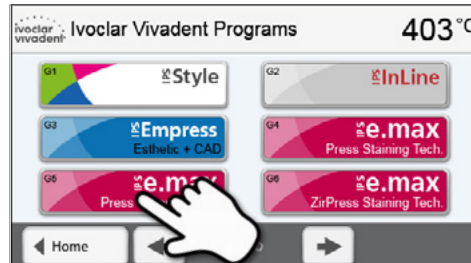 ivoclar vivadent Ivoclar Vivadent Programs 403°C
G1 IPS Style
G2 IPS InLine
G3 IPS Empress
Esthetic + CAD
G4 IPS e.max
Press Staining Tech.
G5 IPS e.max
Press
G6 IPS e.max
ZirPress Staining Tech.
Home